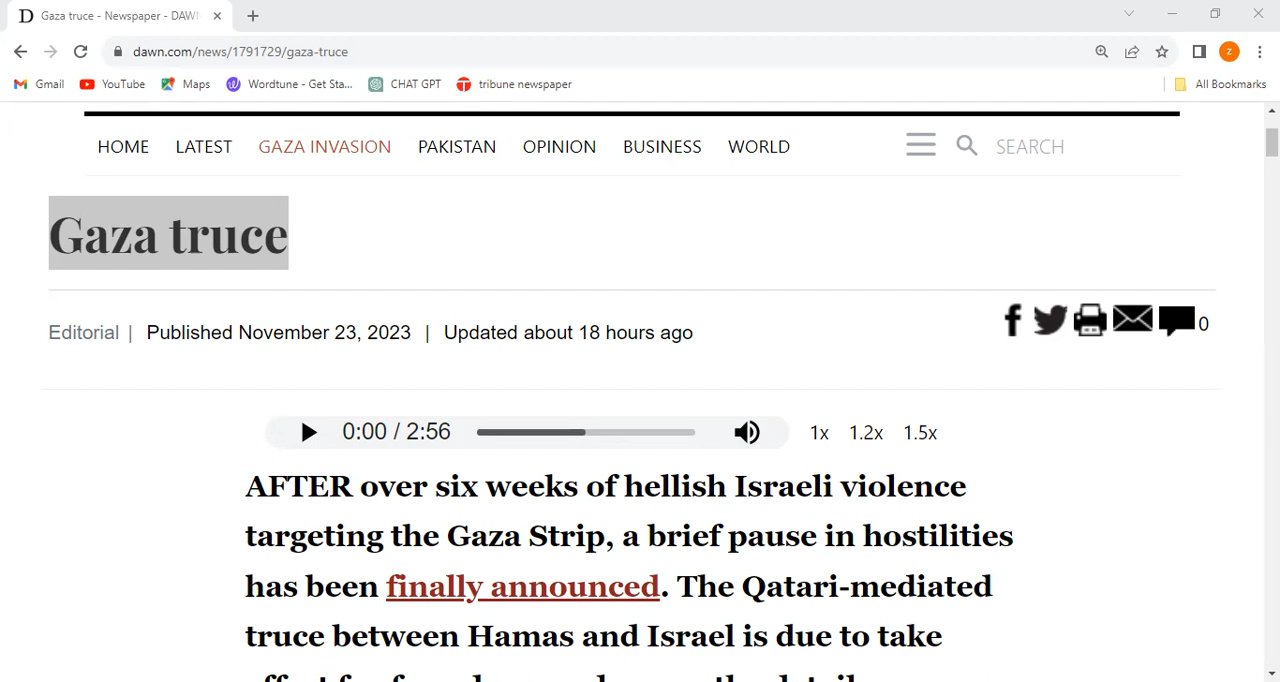 D Gaza truce - Newspaper - DAWN
dawn.com/news/1791729/gaza-truce
z
Gmail YouTube Maps Wordtune - Get Sta... CHAT GPT tribune newspaper All Bookmarks
HOME LATEST GAZA INVASION PAKISTAN OPINION BUSINESS WORLD SEARCH
Gaza truce
Editorial | Published November 23, 2023 | Updated about 18 hours ago
0
0:00 / 2:56 1x 1.2x 1.5x
AFTER over six weeks of hellish Israeli violence
targeting the Gaza Strip, a brief pause in hostilities
has been finally announced. The Qatari-mediated
truce between Hamas and Israel is due to take